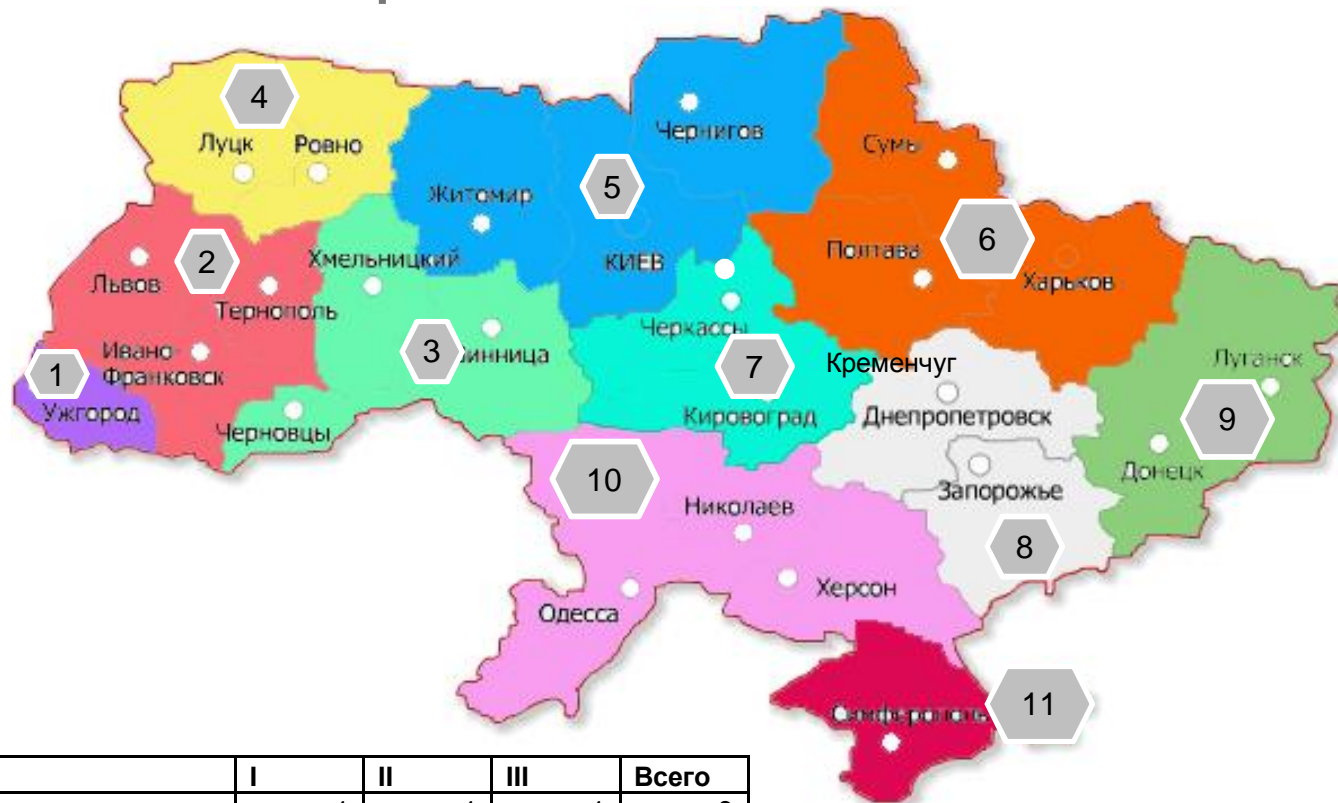 4
Луцк Ровно
Чернигов
Сумы
5
Житомир
2
Хмельницкий
КИЕВ
Полтава
6
Харьков
Львов
Тернополь
Черкассы
Ивано-
Франковск
3
7
Кременчуг
Луганск
1
Ужгород
Черновцы
Кировоград
Днепропетровск
9
Донецк
10
Запорожье
Николаев
8
Херсон
Одесса
11
I II III Всего